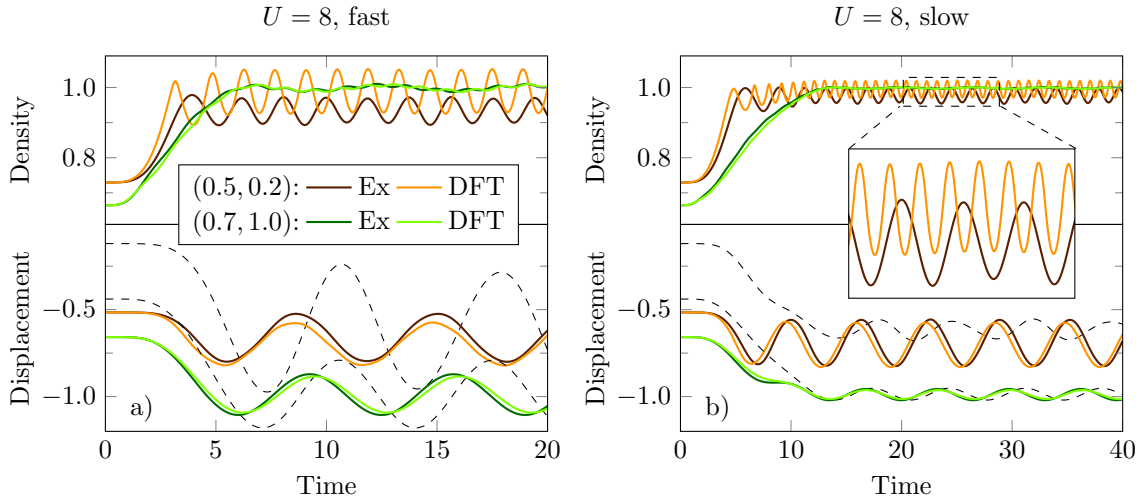 U = 8, fast
Density
1.0
0.8
(0.5, 0.2): Ex DFT
(0.7, 1.0): Ex DFT
Displacement
−0.5
−1.0
a)
0 5 10 15 20
Time
U = 8, slow
Density
1.0
0.8
Displacement
−0.5
−1.0
b)
0 10 20 30 40
Time